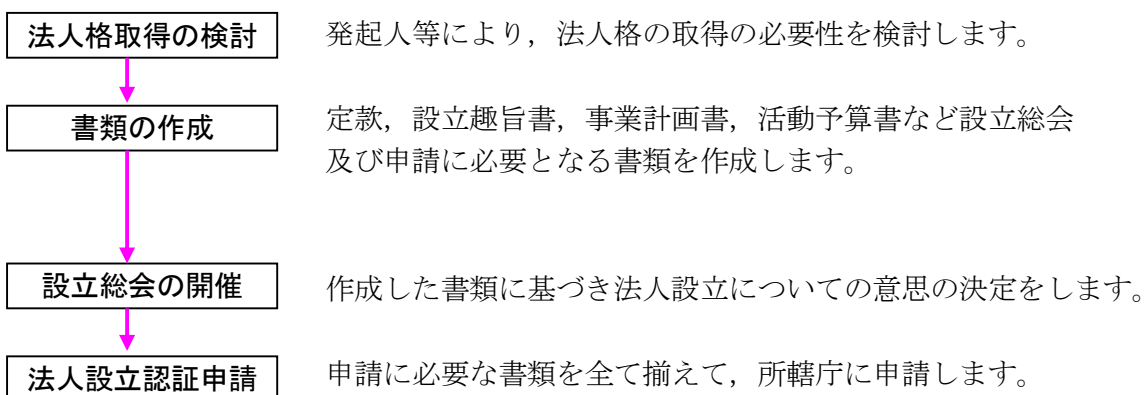 法人格取得の検討
発起人等により，法人格の取得の必要性を検討します。
書類の作成
定款，設立趣旨書，事業計画書，活動予算書など設立総会
及び申請に必要となる書類を作成します。
設立総会の開催
作成した書類に基づき法人設立についての意思の決定をします。
法人設立認証申請
申請に必要な書類を全て揃えて，所轄庁に申請します。